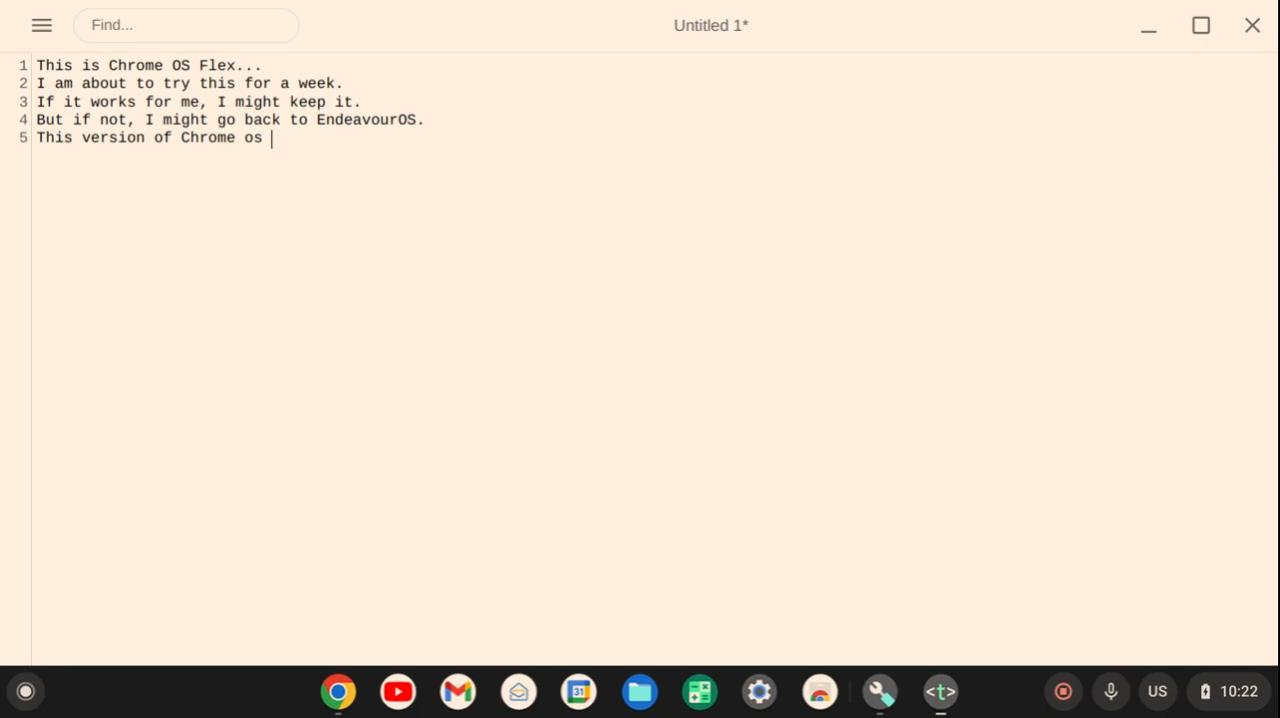 Find...
Untitled 1*
1 This is Chrome OS Flex...
2 I am about to try this for a week.
3 If it works for me, I might keep it.
4 But if not, I might go back to EndeavourOS.
5 This version of Chrome os
31
<t>
US
10:22